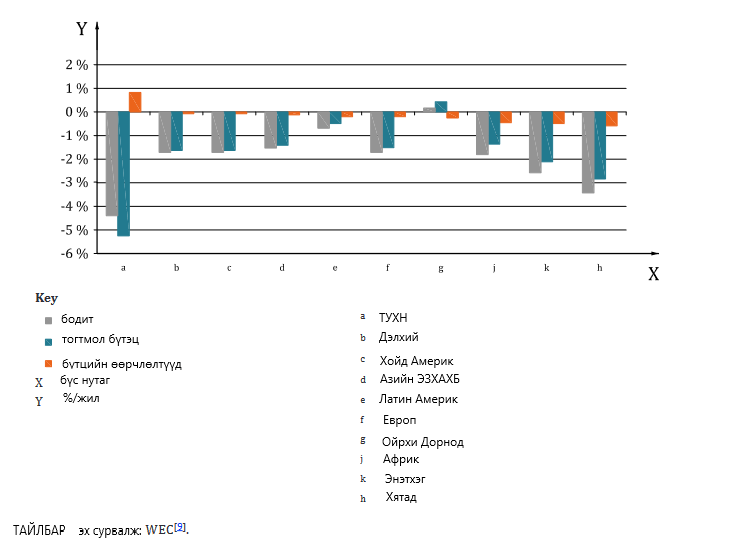 Y
2 %
1 %
0 %
-1 %
-2 %
-3 %
-4 %
-5 %
-6 %
a b c d e f g j k h
X
Key
бодит
тогтмол бүтэц
бүтцийн өөрчлөлтүүд
X бүс нутаг
Y %/жил
a ТУХН
b Дэлхий
c Хойд Америк
d Азийн ЭЗХАХБ
e Латин Америк
f Европ
g Ойрхи Дорнод
j Африк
k Энэтхэг
h Хятад
ТАЙЛБАР эх сурвалж: WEC[9].